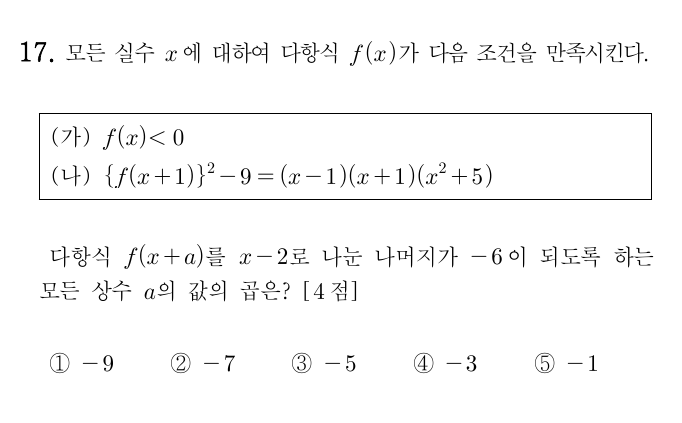 17. 모든 실수 x에 대하여 다항식 f(x)가 다음 조건을 만족시킨다.
(가) f(x)< 0
(나) {f(x+1)}²-9=(x-1)(x+1)(x²+5)
다항식 f(x+a)를 x-2로 나눈 나머지가 -6이 되도록 하는
모든 상수 a의 값의 곱은? [4점]
① -9 ② -7 ③ -5 ④ -3 ⑤ -1